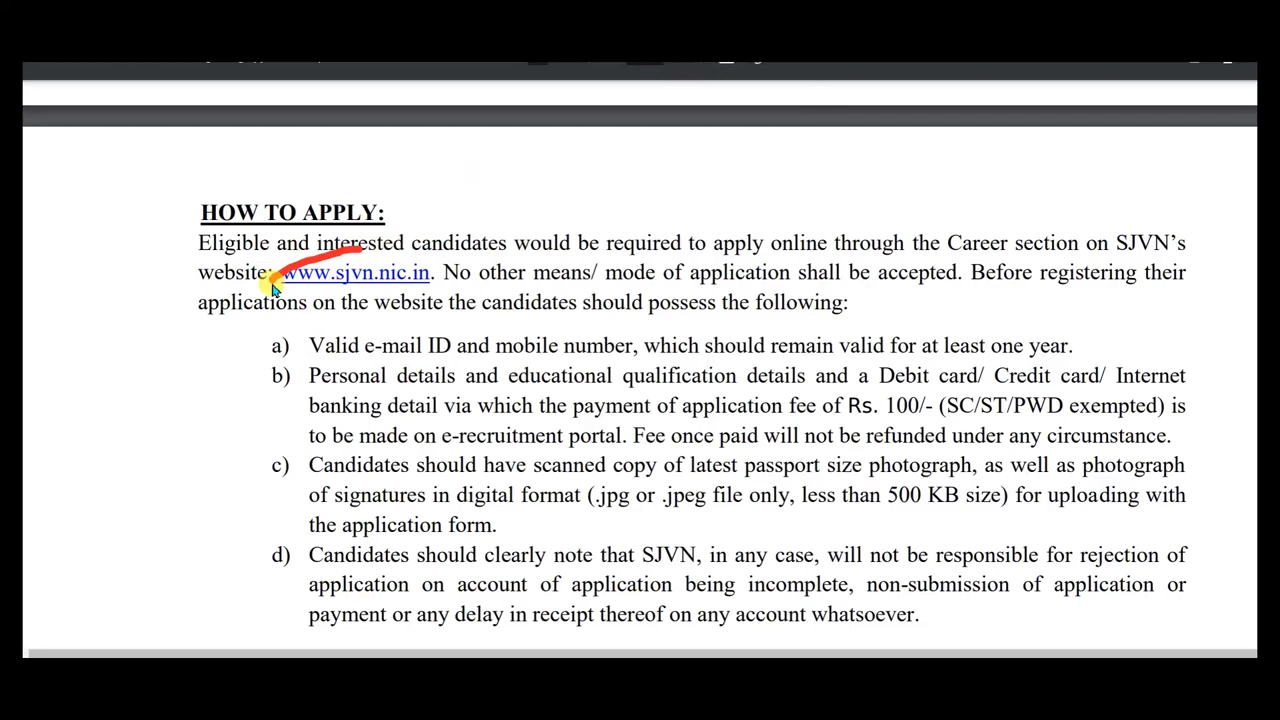 HOW TO APPLY:
Eligible and interested candidates would be required to apply online through the Career section on SJVN's
website: www.sjvn.nic.in. No other means/ mode of application shall be accepted. Before registering their
applications on the website the candidates should possess the following:
a) Valid e-mail ID and mobile number, which should remain valid for at least one year.
b) Personal details and educational qualification details and a Debit card/ Credit card/ Internet
banking detail via which the payment of application fee of Rs. 100/- (SC/ST/PWD exempted) is
to be made on e-recruitment portal. Fee once paid will not be refunded under any circumstance.
c) Candidates should have scanned copy of latest passport size photograph, as well as photograph
of signatures in digital format (.jpg or .jpeg file only, less than 500 KB size) for uploading with
the application form.
d) Candidates should clearly note that SJVN, in any case, will not be responsible for rejection of
application on account of application being incomplete, non-submission of application or
payment or any delay in receipt thereof on any account whatsoever.